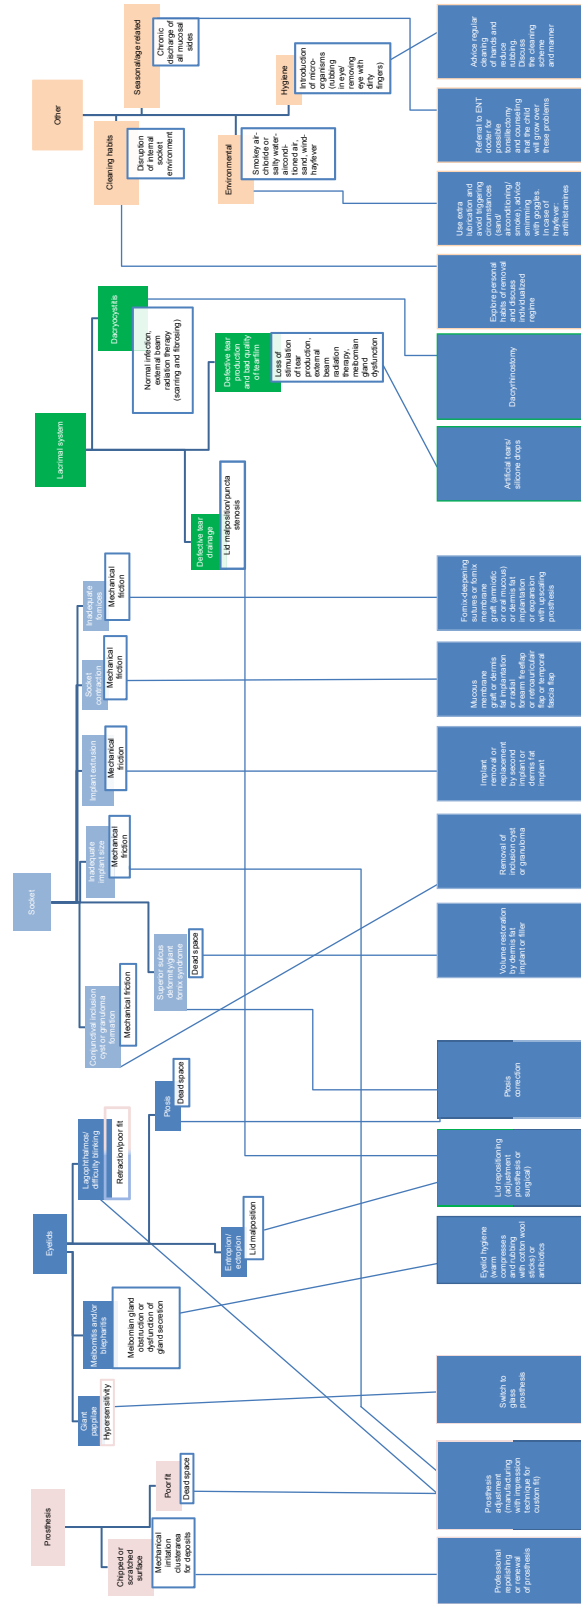 Prosthesis
Chipped or
scratched
surface
Mechanical
irritation
clusterarea
for deposits
Poor fit
Dead space
Eyelids
Giant
papillae
Hypersensitivity
Meibomitis and/or
blepharitis
Meibomian gland
obstruction or
dysfunction of
gland secretion
Entropion/
ectropion
Lid malposition
Lagophthalmos/
difficulty blinking
Retraction/poor fit
Ptosis
Dead space
Socket
Conjunctival inclusion
cyst or granuloma
formation
Mechanical friction
Superior sulcus
deformity/giant
fornix syndrome
Dead space
Inadequate
implant size
Mechanical
friction
Implant extrusion
Mechanical
friction
Socket
contraction
Mechanical
friction
Inadequate
fornices
Mechanical
friction
Lacrimal system
Defective tear
drainage
Lid malposition/puncta
stenosis
Dacryocystitis
Normal infection,
external beam
radiation therapy
(scarring and fibrosing)
Defective tear
production
and bad quality
of tearfilm
Loss of
stimulation
of tear
production,
external
beam
radiation
therapy,
meibomian
gland
dysfunction
Other
Cleaning habits
Disruption
of internal
socket
environment
Seasonal/age related
Chronic
discharge of
all mucosal
sides
Environmental
Smokey air-
chloride or
salty water-
aircondi-
tioned air,
sand, wind-
hayfever
Hygiene
Introduction
of micro-
organisms
(rubbing
in eye/
removing
eye with
dirty
fingers)
Professional
repolishing
or renewal
of prosthesis
Prosthesis
adjustment
(manufacturing
with impression
technique for
custom fit)
Switch to
glass
prosthesis
Eyelid hygiene
(warm
compresses
and rubbing
with cotton wool
sticks) or
antibiotics
Lid repositioning
(adjustment
prosthesis or
surgical)
Ptosis
correction
Volume restoration
by dermis fat
implant or filler
Removal of
inclusion cyst
or granuloma
Implant
removal or
replacement
by second
implant or
dermis fat
implant
Mucous
membrane
graft or dermis
fat implantation
or radial
forearm freeflap
or retroauriculair
flap or temporal
fascia flap
Fornix-deepening
sutures or fornix
membrane
graft (amniotic
or oral mucous)
or dermis fat
implantation
or expansion
with upscaling
prosthesis
Artificial tears/
silicone drops
Dacryrhinostomy
Explore personal
habits of removal
and discuss
individualized
regime
Use extra
lubrication and
avoid triggering
circumstances
(sand/
airconditioning/
smoke), advice
smimming
with goggles.
In case of
hayfever:
antihistamines
Referral to ENT
docter for
possible
tonsilectomy
and counseling
that the child
will grow over
these problems
Advice regular
cleaning
of hands and
reduce
rubbing. Discuss
the cleaning
scheme
and manner